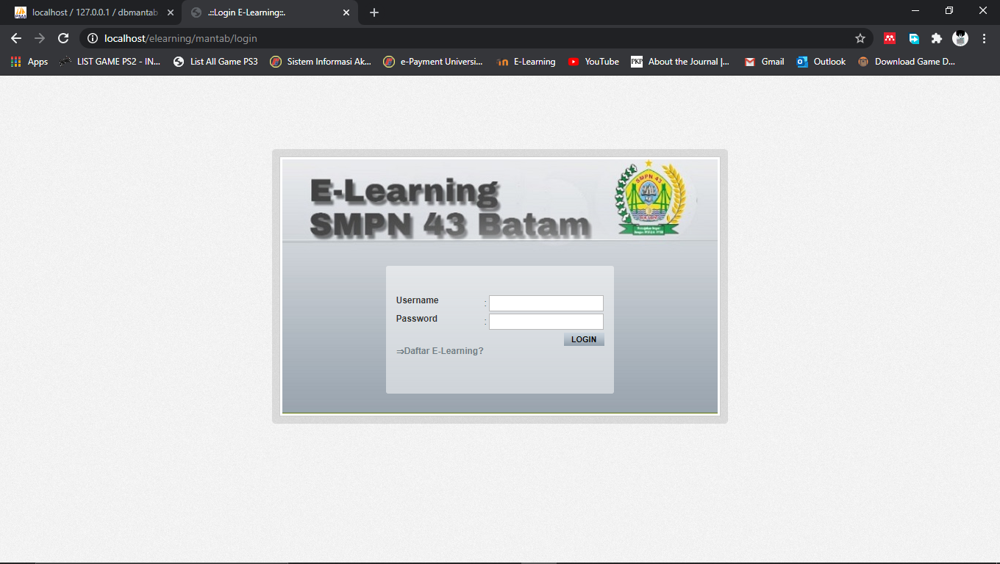 localhost / 127.0.0.1 / dbmantab
.::Login E-Learning::.
localhost/elearning/mantab/login
Apps
LIST GAME PS2 - IN...
List All Game PS3
Sistem Informasi Ak...
e-Payment Universi...
E-Learning
YouTube
PKP About the Journal |...
Gmail
Outlook
Download Game D...
E-Learning
SMPN 43 Batam
SMPN 43
Username :
Password :
LOGIN
⇒Daftar E-Learning?